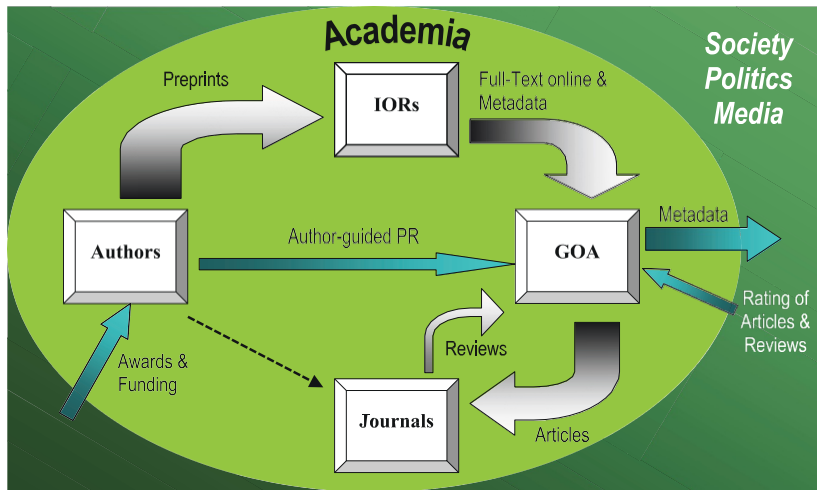 Academia
Society
Politics
Media
Preprints
IORs
Full-Text online &
Metadata
Authors
Author-guided PR
GOA
Metadata
Rating of
Articles &
Reviews
Awards &
Funding
Reviews
Journals
Articles